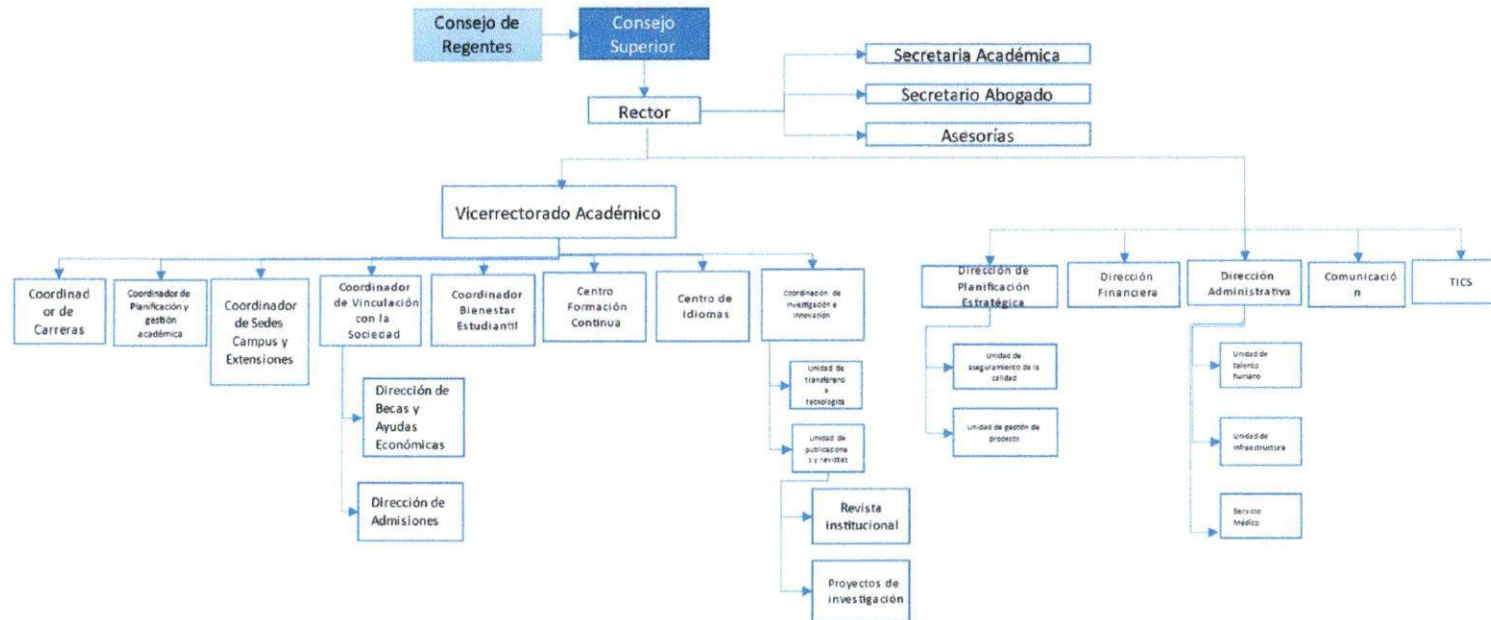 Consejo de
Regentes
Consejo
Superior
Secretaria Académica
Secretario Abogado
Rector
Asesorías
Vicerrectorado Académico
Coordinad
or de
Carreras
Coordinador de
Planificación y
gestión
académica
Coordinador
de Sedes
Campus y
Extensiones
Coordinador
de Vinculación
con la
Sociedad
Coordinador
Bienestar
Estudiantil
Centro
Formación
Continua
Centro de
Idiomas
Coordinación de
investigación e
innovación
Dirección de
Planificación
Estratégica
Dirección
Financiera
Dirección
Administrativa
Comunicació
n
TICS
Dirección de
Becas y
Ayudas
Económicas
Dirección de
Admisiones
Unidad de
transferenci
a
tecnológica
Unidad de
publicacione
s y revistas
Revista
institucional
Proyectos de
investigación
Unidad de
aseguramiento de la
calidad
Unidad de gestión de
procesos
Unidad de
talento
humano
Unidad de
infraestructura
Servicio
Médico